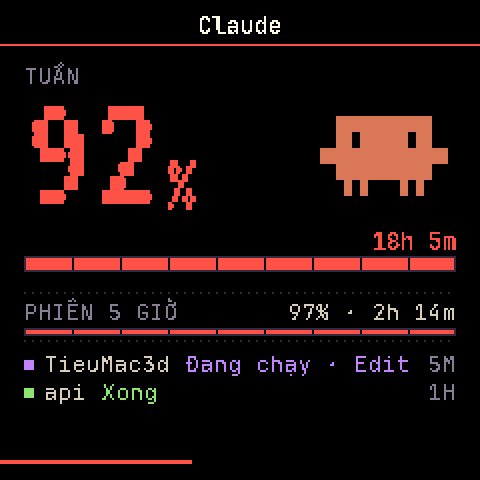 Claude
TUẦN
92%
18h 5m
PHIÊN 5 GIỜ 97% · 2h 14m
TieuMac3d Đang chạy · Edit 5M
api Xong 1H